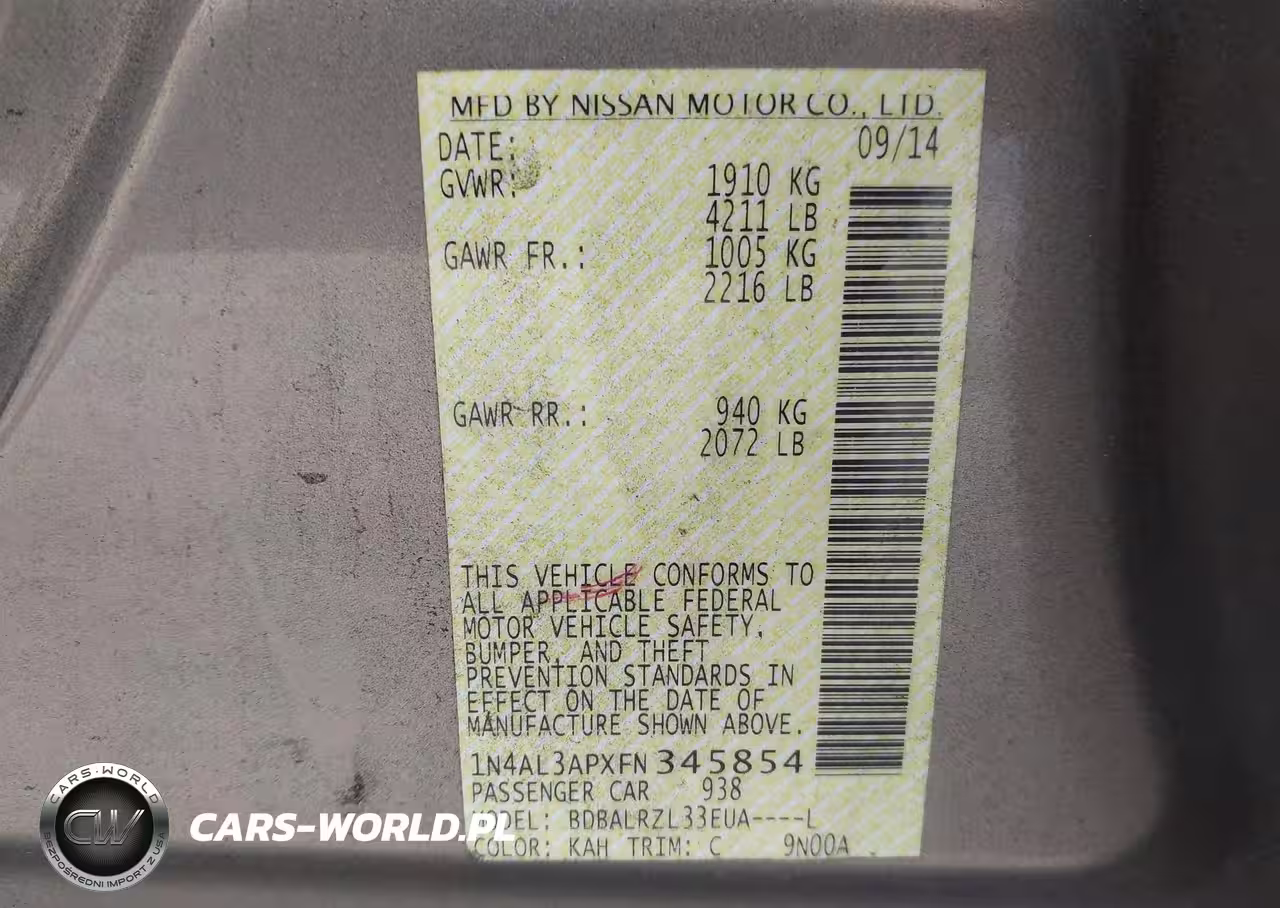 MFD BY NISSAN MOTOR CO., LTD.
DATE: 09/14
GVWR: 1910 KG
4211 LB
GAWR FR.: 1005 KG
2216 LB
GAWR RR.: 940 KG
2072 LB
THIS VEHICLE CONFORMS TO
ALL APPLICABLE FEDERAL
MOTOR VEHICLE SAFETY,
BUMPER, AND THEFT
PREVENTION STANDARDS IN
EFFECT ON THE DATE OF
MANUFACTURE SHOWN ABOVE.
1N4AL3APXFN345854
PASSENGER CAR 938
MODEL: BDBALRZL33EUA----L
COLOR: KAH TRIM: C 9N00A
CARS-WORLD
CW
BEZPOŚREDNI IMPORT Z USA
CARS-WORLD.PL